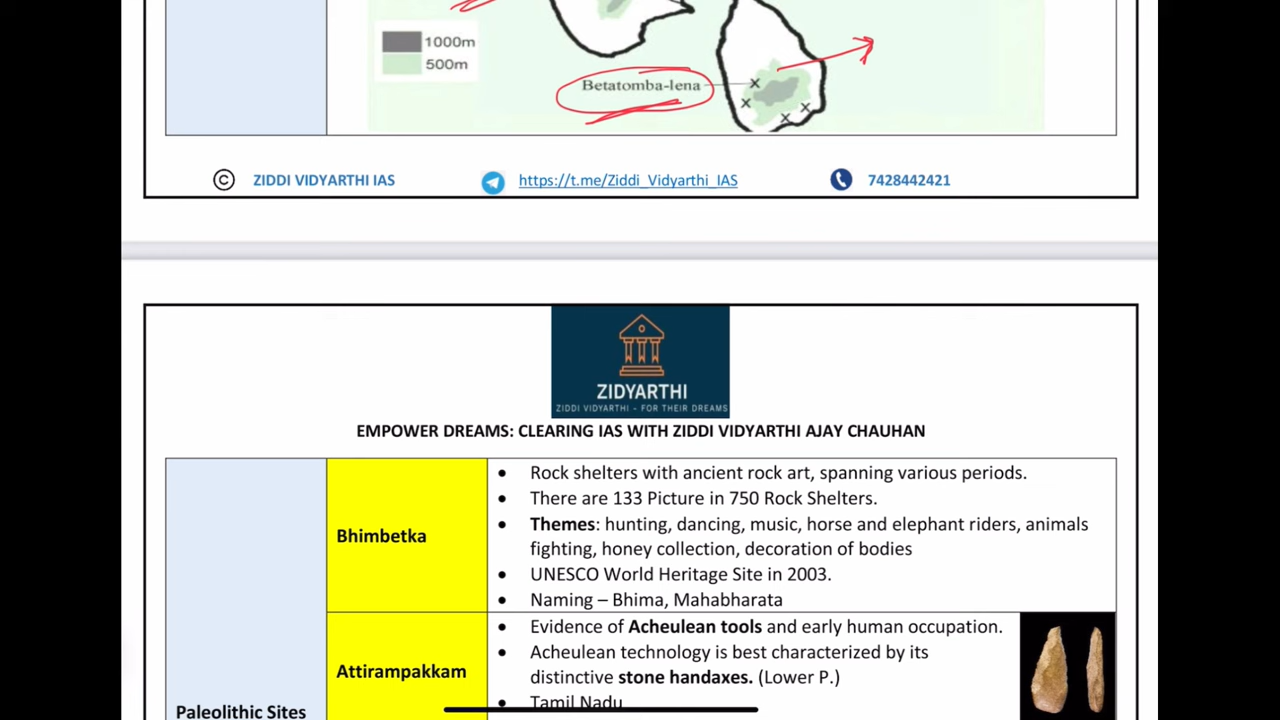 1000m
500m
Betatomba-lena
© ZIDDI VIDYARTHI IAS https://t.me/Ziddi_Vidyarthi_IAS 7428442421
ZIDYARTHI
ZIDDI VIDYARTHI - FOR THEIR DREAMS
EMPOWER DREAMS: CLEARING IAS WITH ZIDDI VIDYARTHI AJAY CHAUHAN
Paleolithic Sites
Bhimbetka
• Rock shelters with ancient rock art, spanning various periods.
• There are 133 Picture in 750 Rock Shelters.
• Themes: hunting, dancing, music, horse and elephant riders, animals
fighting, honey collection, decoration of bodies
• UNESCO World Heritage Site in 2003.
• Naming – Bhima, Mahabharata
Attirampakkam
• Evidence of Acheulean tools and early human occupation.
• Acheulean technology is best characterized by its
distinctive stone handaxes. (Lower P.)
• Tamil Nadu